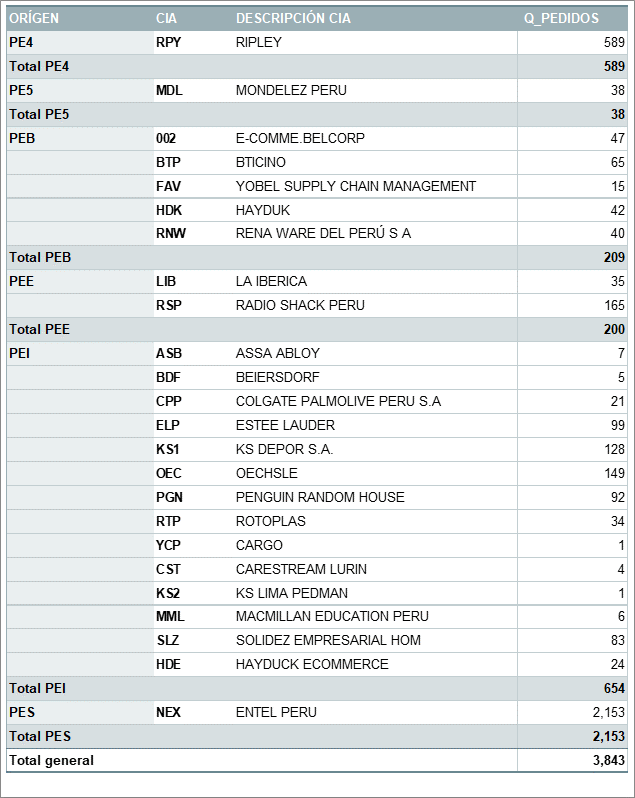 ORÍGEN CIA DESCRIPCIÓN CIA Q_PEDIDOS
PE4 RPY RIPLEY 589
Total PE4 589
PE5 MDL MONDELEZ PERU 38
Total PE5 38
PEB 002 E-COMME.BELCORP 47
BTP BTICINO 65
FAV YOBEL SUPPLY CHAIN MANAGEMENT 15
HDK HAYDUK 42
RNW RENA WARE DEL PERÚ S A 40
Total PEB 209
PEE LIB LA IBERICA 35
RSP RADIO SHACK PERU 165
Total PEE 200
PEI ASB ASSA ABLOY 7
BDF BEIERSDORF 5
CPP COLGATE PALMOLIVE PERU S.A 21
ELP ESTEE LAUDER 99
KS1 KS DEPOR S.A. 128
OEC OECHSLE 149
PGN PENGUIN RANDOM HOUSE 92
RTP ROTOPLAS 34
YCP CARGO 1
CST CARESTREAM LURIN 4
KS2 KS LIMA PEDMAN 1
MML MACMILLAN EDUCATION PERU 6
SLZ SOLIDEZ EMPRESARIAL HOM 83
HDE HAYDUCK ECOMMERCE 24
Total PEI 654
PES NEX ENTEL PERU 2,153
Total PES 2,153
Total general 3,843